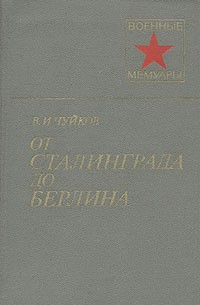 ВОЕННЫЕ
МЕМУАРЫ
В. И. ЧУЙКОВ
ОТ
СТАЛИНГРАДА
ДО
БЕРЛИНА